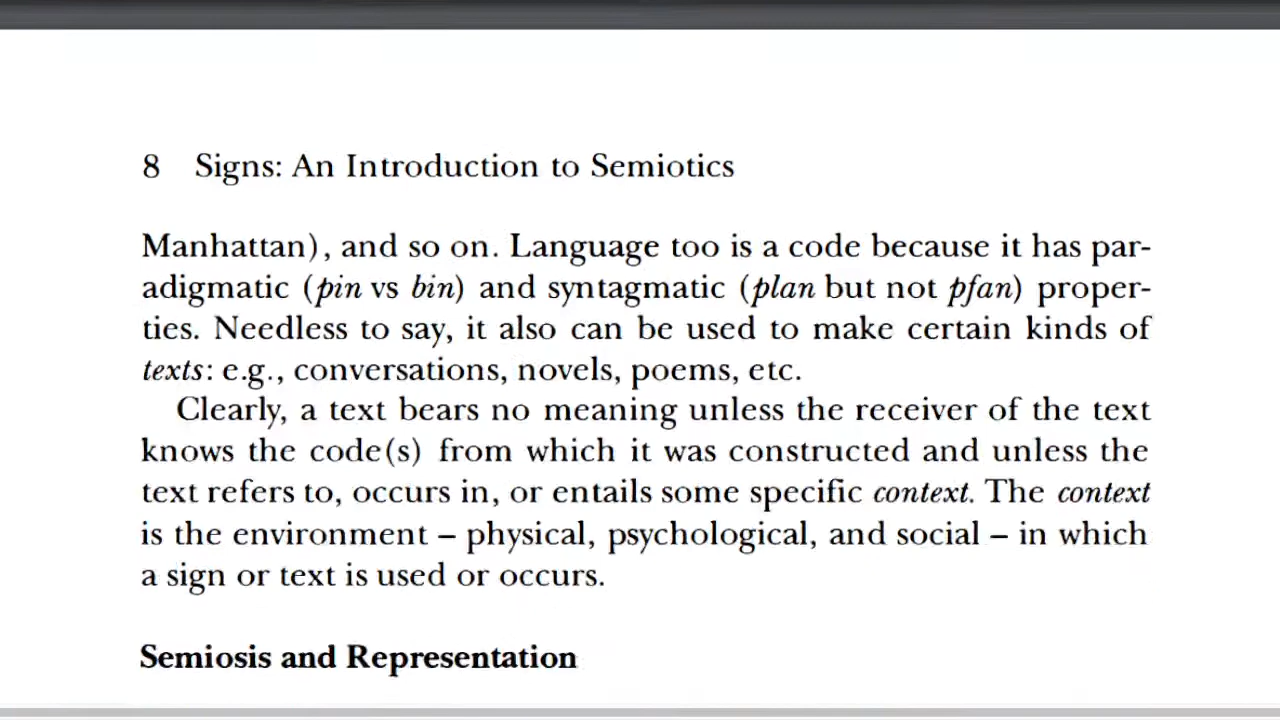 8 Signs: An Introduction to Semiotics
Manhattan), and so on. Language too is a code because it has par-
adigmatic (pin vs bin) and syntagmatic (plan but not pfan) proper-
ties. Needless to say, it also can be used to make certain kinds of
texts: e.g., conversations, novels, poems, etc.
Clearly, a text bears no meaning unless the receiver of the text
knows the code(s) from which it was constructed and unless the
text refers to, occurs in, or entails some specific context. The context
is the environment – physical, psychological, and social – in which
a sign or text is used or occurs.
Semiosis and Representation